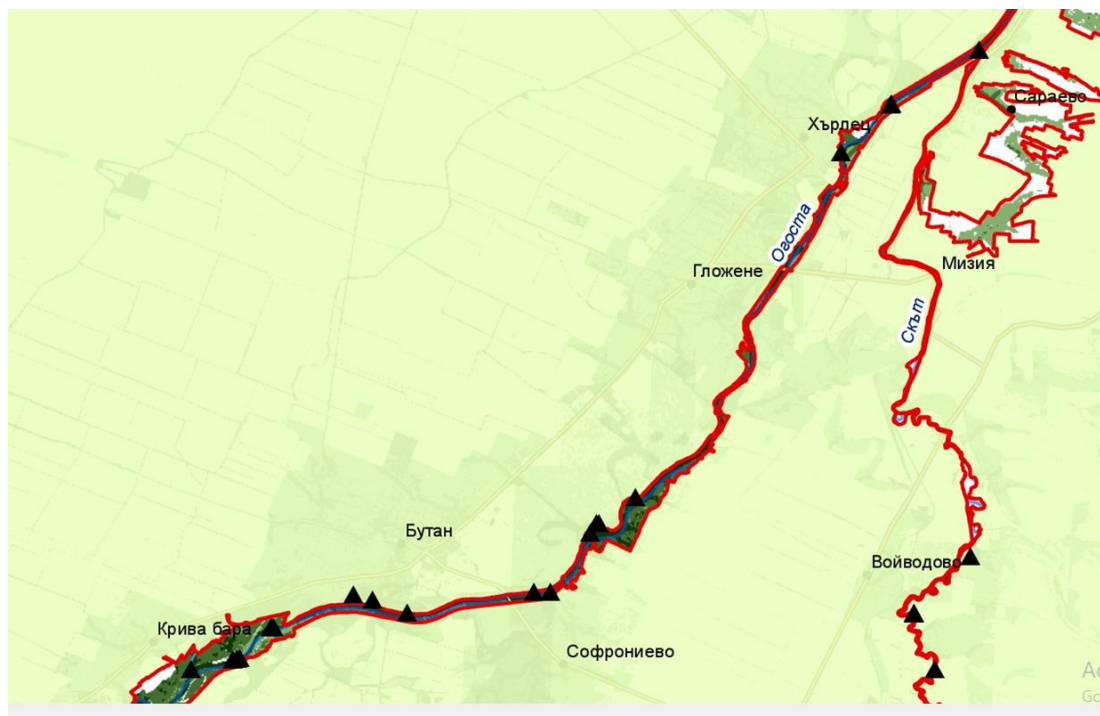 Сараево
Хърлец
Огоста
Гложене
Мизия
Скът
Бутан
Войводово
Крива бара
Софрониево